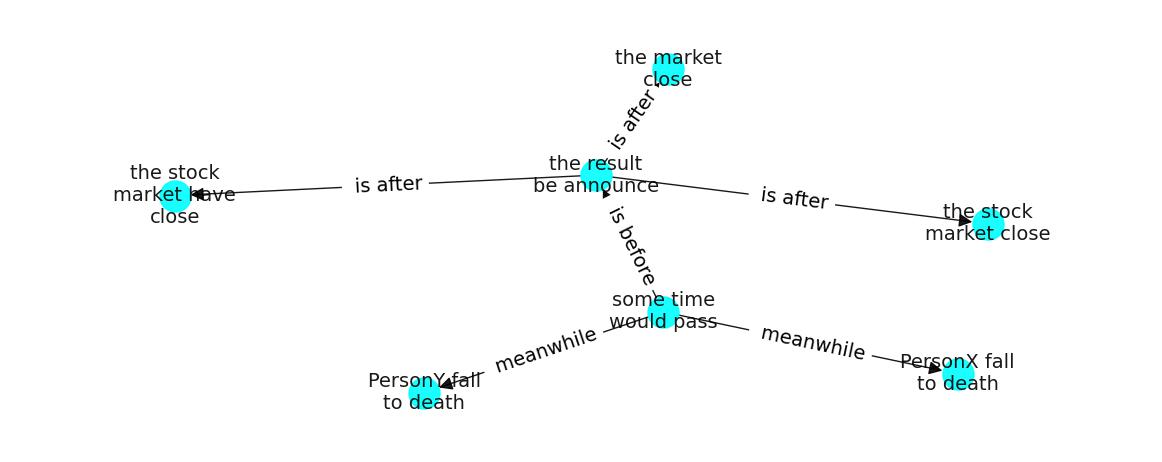 the market
close
is after
the result
be announce
the stock
market have
close
is after
is after
the stock
market close
is before
some time
would pass
meanwhile
meanwhile
PersonY fall
to death
PersonX fall
to death